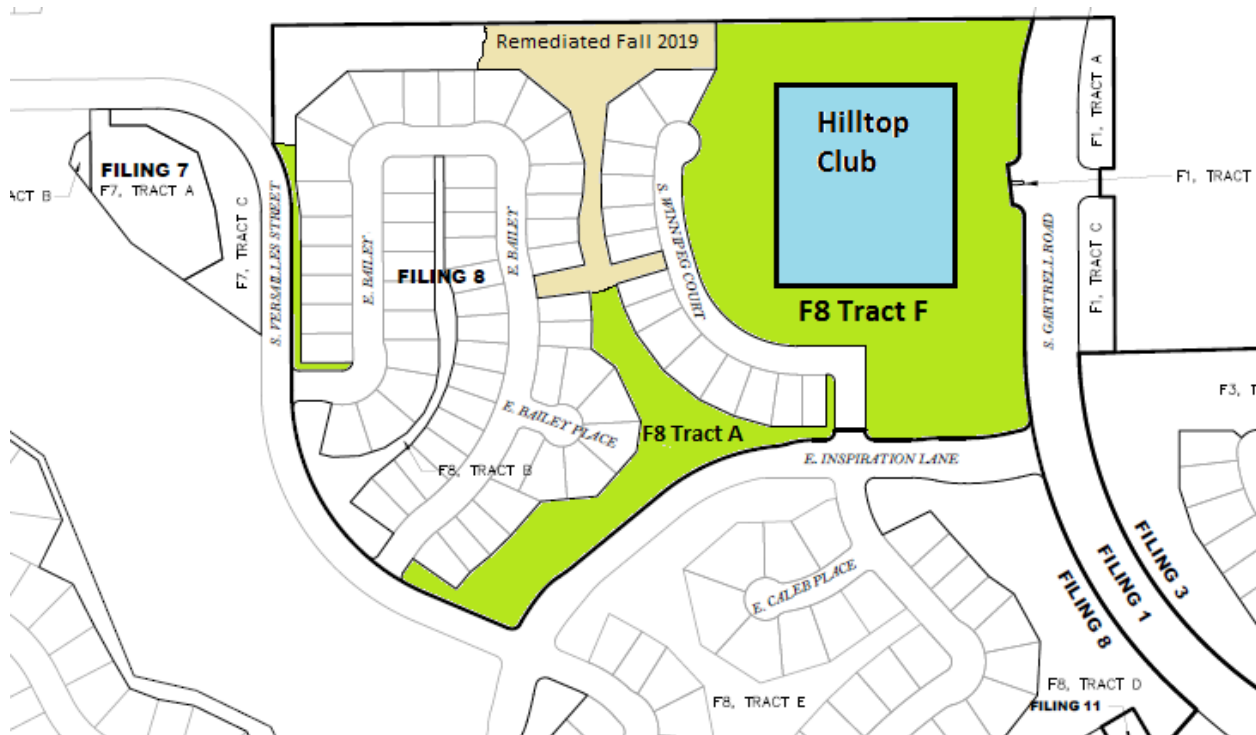 Remediated Fall 2019
Hilltop
Club
F8 Tract F
F1, TRACT A
F1, TRACT
F1, TRACT C
S. GARTRELL ROAD
FILING 7
F7, TRACT A
ACT B
F7, TRACT C
S. VERSAILLES STREET
E. BAILEY
FILING 8
E. BAILEY
S. WINNIPEG COURT
F3, T
E. BAILEY PLACE
F8 Tract A
F8, TRACT B
E. INSPIRATION LANE
E. CALEB PLACE
FILING 3
FILING 1
FILING 8
F8, TRACT E
F8, TRACT D
FILING 11